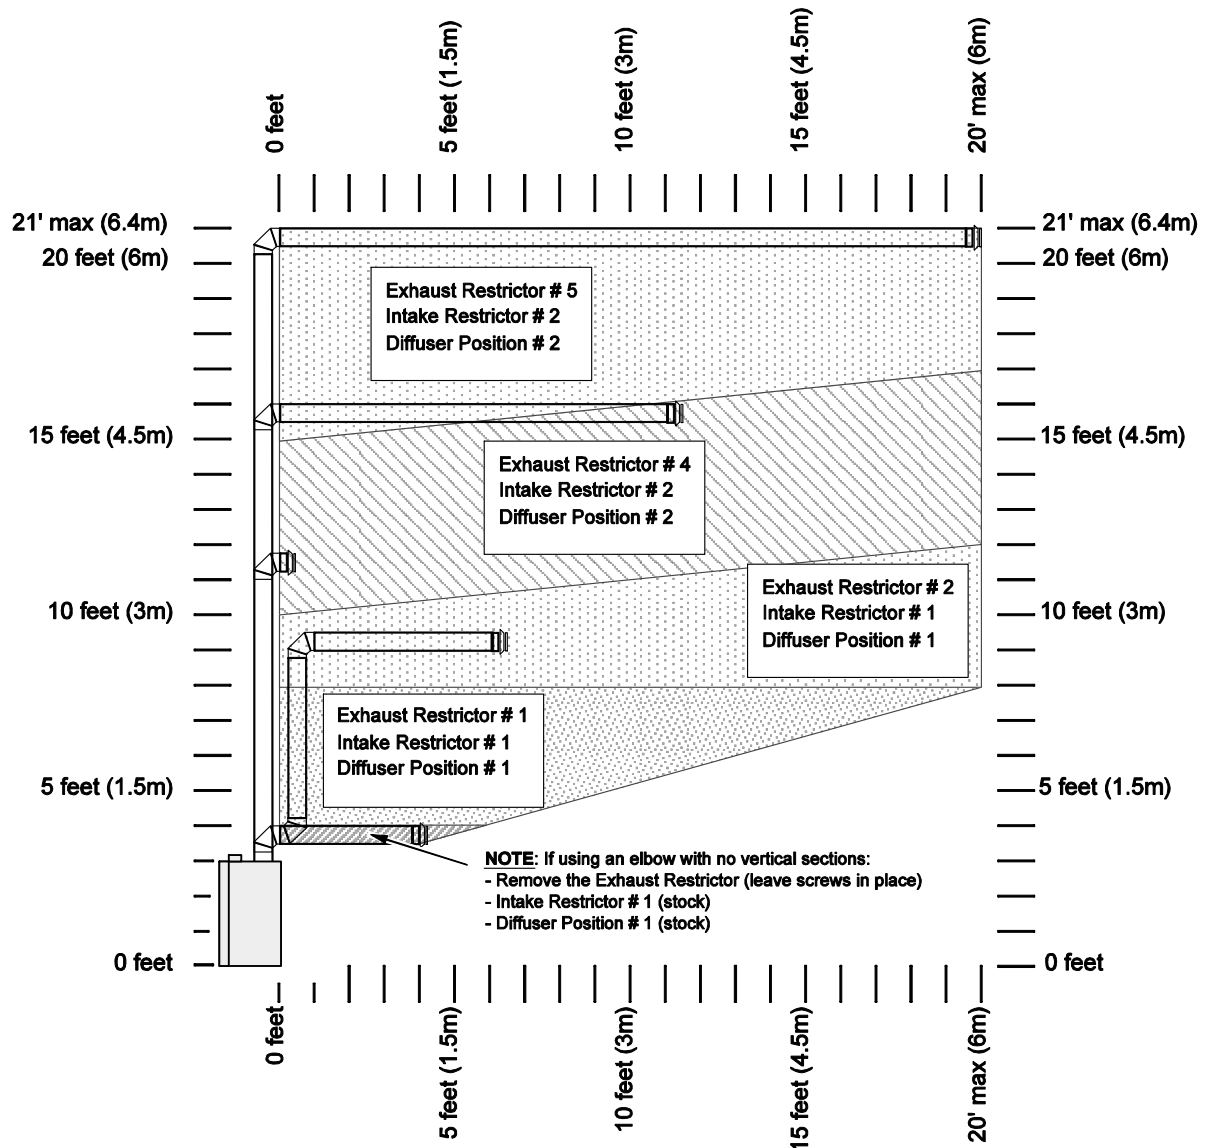 0 feet
5 feet (1.5m)
10 feet (3m)
15 feet (4.5m)
20' max (6m)
21' max (6.4m)
20 feet (6m)
15 feet (4.5m)
10 feet (3m)
5 feet (1.5m)
0 feet
Exhaust Restrictor # 5
Intake Restrictor # 2
Diffuser Position # 2
Exhaust Restrictor # 4
Intake Restrictor # 2
Diffuser Position # 2
Exhaust Restrictor # 2
Intake Restrictor # 1
Diffuser Position # 1
Exhaust Restrictor # 1
Intake Restrictor # 1
Diffuser Position # 1
NOTE: If using an elbow with no vertical sections:
- Remove the Exhaust Restrictor (leave screws in place)
- Intake Restrictor # 1 (stock)
- Diffuser Position # 1 (stock)
21' max (6.4m)
20 feet (6m)
15 feet (4.5m)
10 feet (3m)
5 feet (1.5m)
0 feet
0 feet
5 feet (1.5m)
10 feet (3m)
15 feet (4.5m)
20' max (6m)